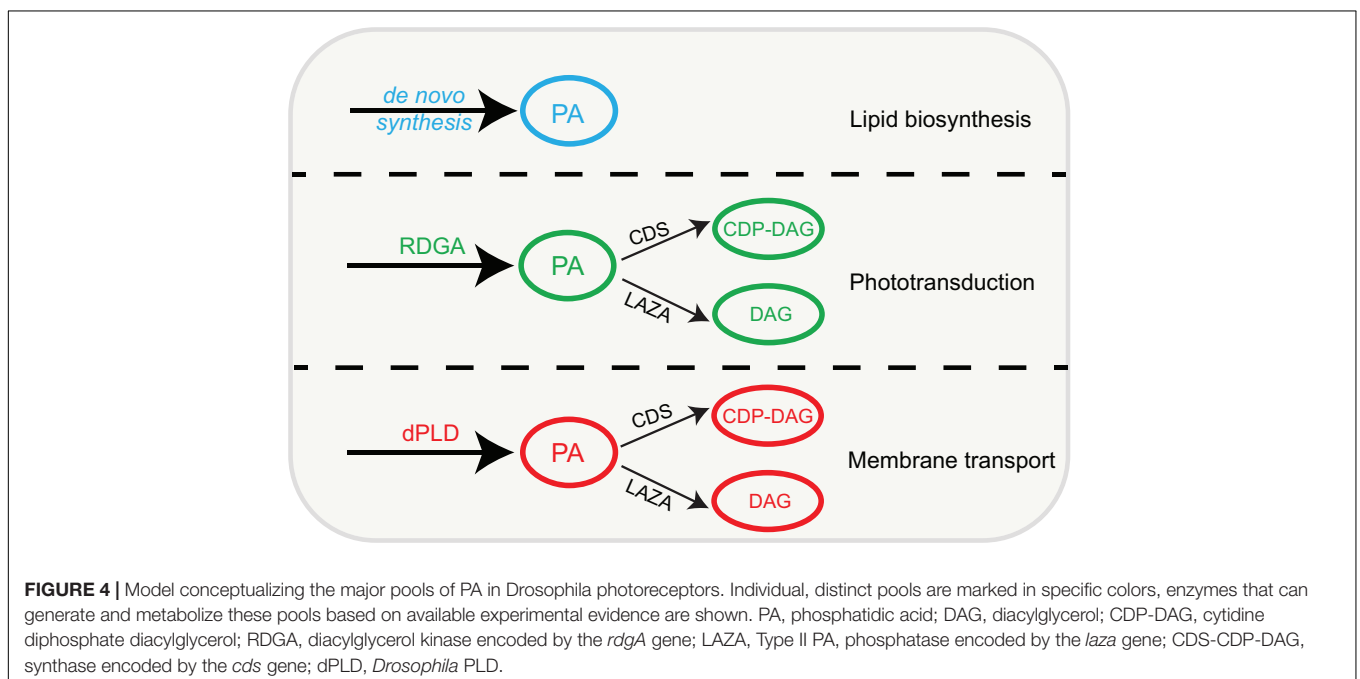 de novo
synthesis
PA
Lipid biosynthesis
RDGA
PA
CDS
CDP-DAG
LAZA
DAG
Phototransduction
dPLD
PA
CDS
CDP-DAG
LAZA
DAG
Membrane transport
FIGURE 4 | Model conceptualizing the major pools of PA in Drosophila photoreceptors. Individual, distinct pools are marked in specific colors, enzymes that can
generate and metabolize these pools based on available experimental evidence are shown. PA, phosphatidic acid; DAG, diacylglycerol; CDP-DAG, cytidine
diphosphate diacylglycerol; RDGA, diacylglycerol kinase encoded by the rdgA gene; LAZA, Type II PA, phosphatase encoded by the laza gene; CDS-CDP-DAG,
synthase encoded by the cds gene; dPLD, Drosophila PLD.